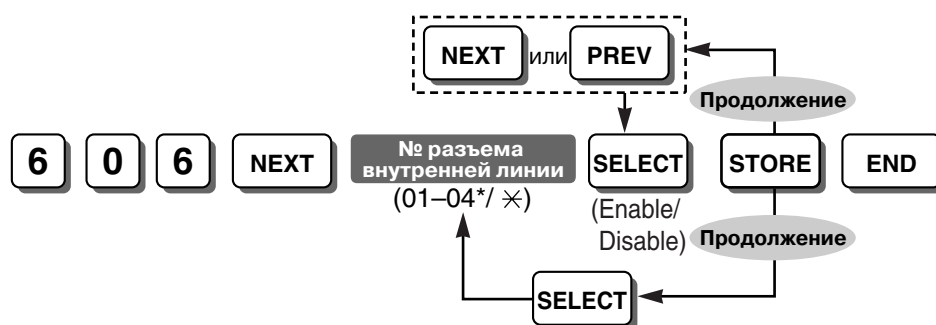 NEXT или PREV
Продолжение
6 0 6 NEXT № разъема внутренней линии SELECT STORE END
(01–04*/ ✳)
(Enable/
Disable)
Продолжение
SELECT